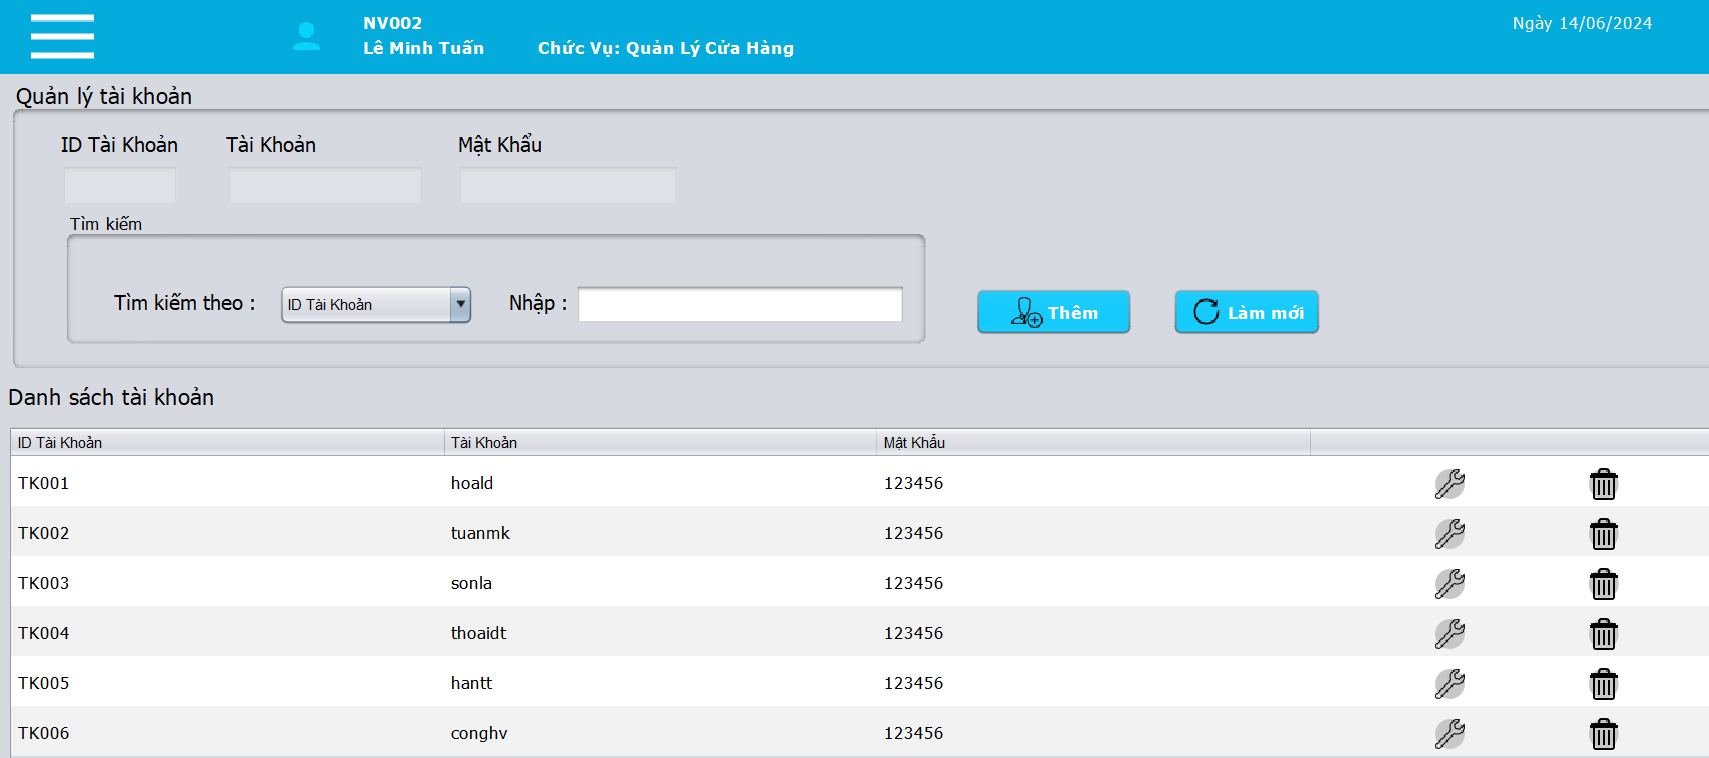 NV002
Lê Minh Tuấn Chức Vụ: Quản Lý Cửa Hàng
Ngày 14/06/2024
Quản lý tài khoản
ID Tài Khoản Tài Khoản Mật Khẩu
Tìm kiếm
Tìm kiếm theo : ID Tài Khoản Nhập :
Thêm Làm mới
Danh sách tài khoản
ID Tài Khoản Tài Khoản Mật Khẩu
TK001 hoald 123456
TK002 tuanmk 123456
TK003 sonla 123456
TK004 thoaidt 123456
TK005 hantt 123456
TK006 conghv 123456